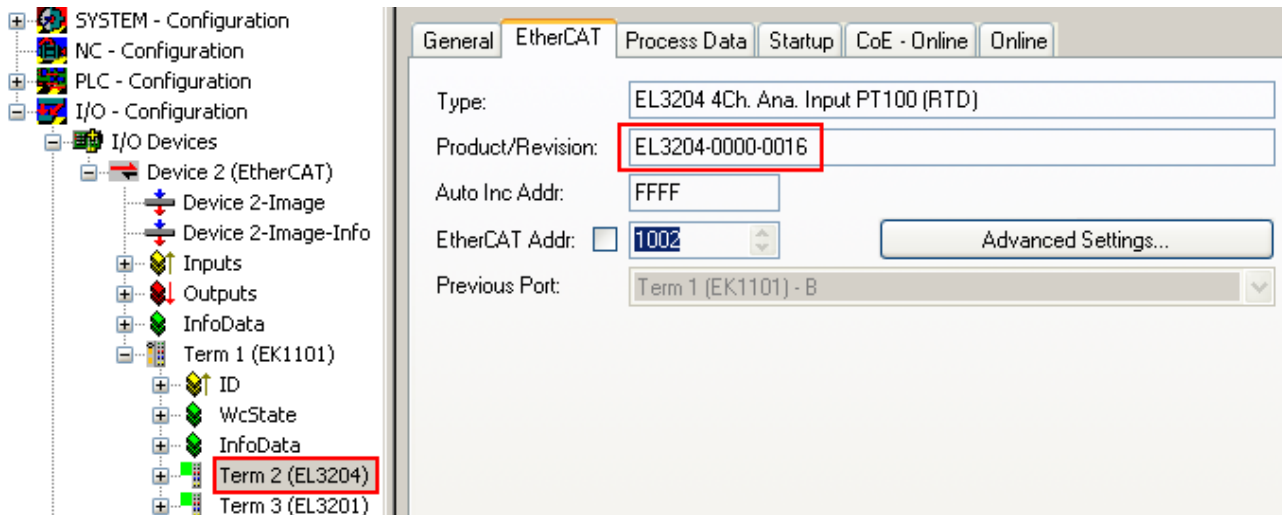 SYSTEM - Configuration
NC - Configuration
PLC - Configuration
I/O - Configuration
I/O Devices
Device 2 (EtherCAT)
Device 2-Image
Device 2-Image-Info
Inputs
Outputs
InfoData
Term 1 (EK1101)
ID
WcState
InfoData
Term 2 (EL3204)
Term 3 (EL3201)
General EtherCAT Process Data Startup CoE - Online Online
Type: EL3204 4Ch. Ana. Input PT100 (RTD)
Product/Revision: EL3204-0000-0016
Auto Inc Addr: FFFF
EtherCAT Addr: 1002 Advanced Settings...
Previous Port: Term 1 (EK1101) - B